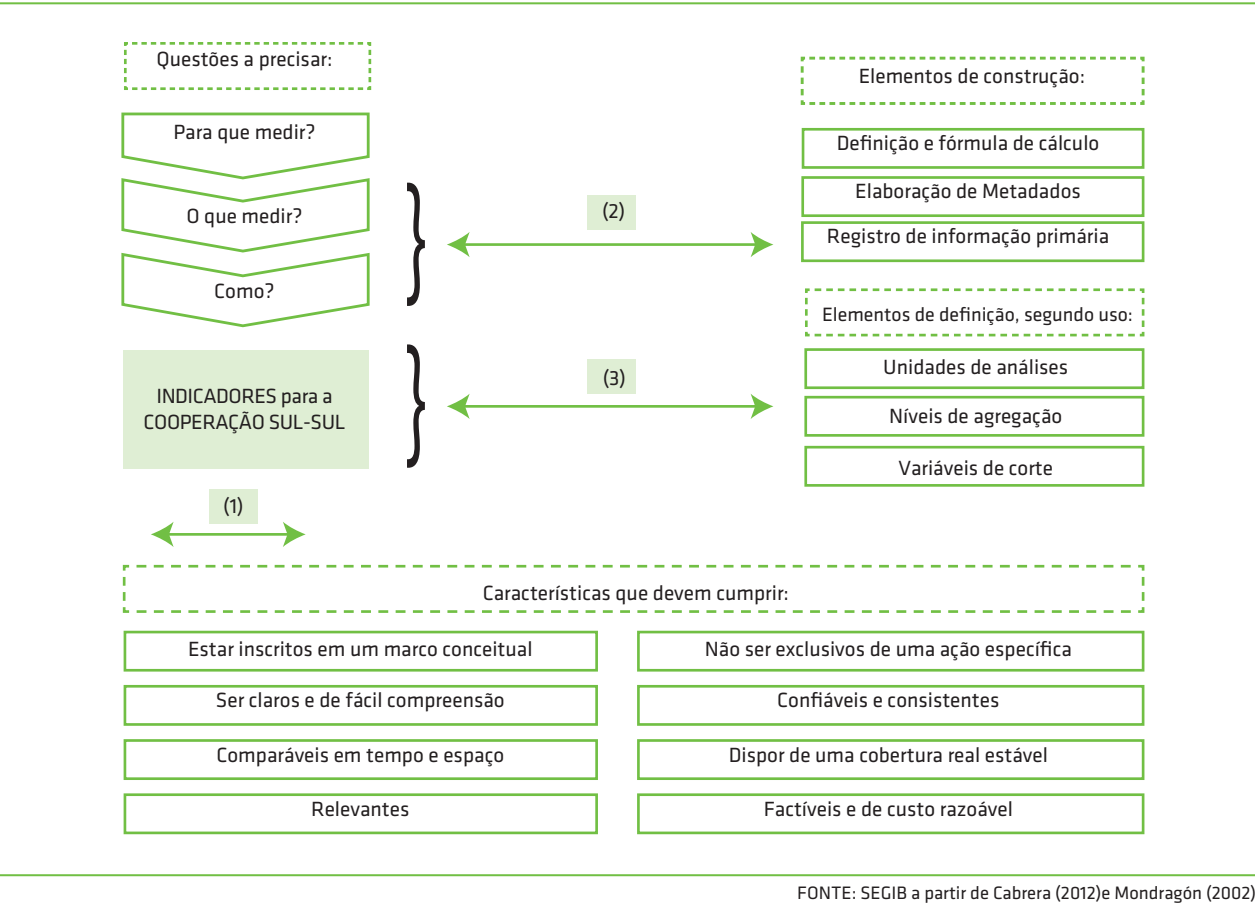 Questões a precisar:
Para que medir?
O que medir?
Como?
INDICADORES para a
COOPERAÇÃO SUL-SUL
(2)
(3)
Elementos de construção:
Definição e fórmula de cálculo
Elaboração de Metadados
Registro de informação primária
Elementos de definição, segundo uso:
Unidades de análises
Níveis de agregação
Variáveis de corte
(1)
Características que devem cumprir:
Estar inscritos em um marco conceitual
Não ser exclusivos de uma ação específica
Ser claros e de fácil compreensão
Confiáveis e consistentes
Comparáveis em tempo e espaço
Dispor de uma cobertura real estável
Relevantes
Factíveis e de custo razoável
FONTE: SEGIB a partir de Cabrera (2012)e Mondragón (2002)